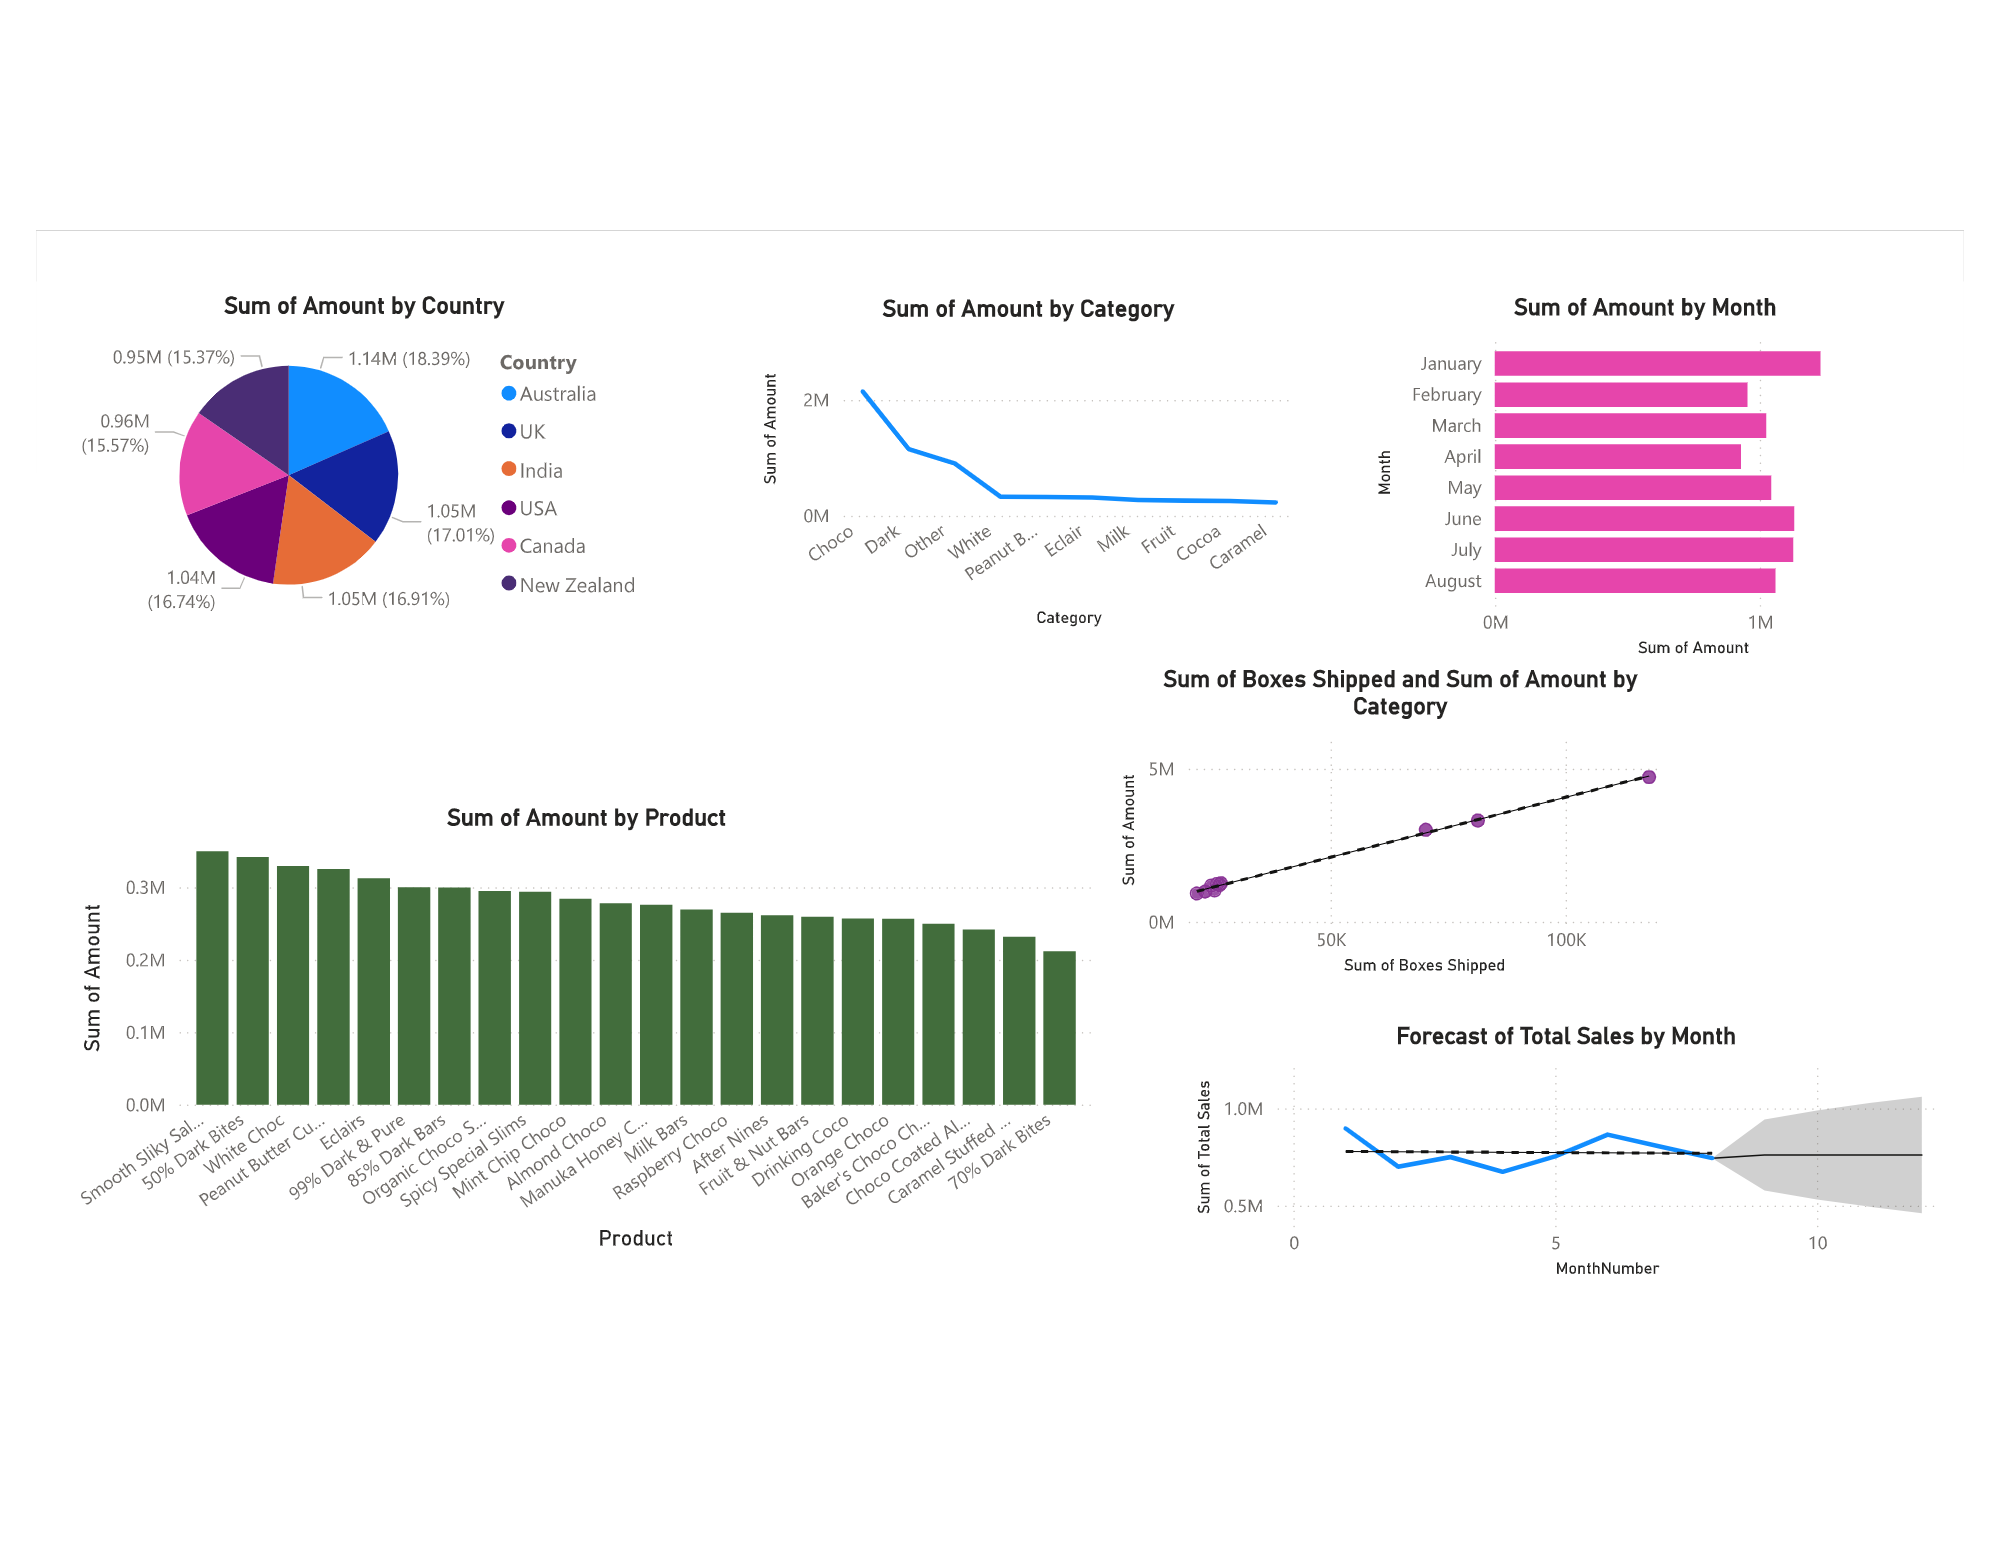 Sum of Amount by Country
0.95M (15.37%)
1.14M (18.39%)
0.96M
(15.57%)
1.05M
(17.01%)
1.04M
(16.74%)
1.05M (16.91%)
Country
Australia
UK
India
USA
Canada
New Zealand
Sum of Amount by Category
Sum of Amount
2M
0M
Choco
Dark
Other
White
Peanut B...
Eclair
Milk
Fruit
Cocoa
Caramel
Category
Sum of Amount by Month
Month
January
February
March
April
May
June
July
August
0M
1M
Sum of Amount
Sum of Amount by Product
Sum of Amount
0.3M
0.2M
0.1M
0.0M
Smooth Sliky Sal...
50% Dark Bites
White Choc
Peanut Butter Cu...
Eclairs
99% Dark & Pure
85% Dark Bars
Organic Choco S...
Spicy Special Slims
Mint Chip Choco
Almond Choco
Manuka Honey C...
Milk Bars
Raspberry Choco
After Nines
Fruit & Nut Bars
Drinking Coco
Orange Choco
Baker's Choco Ch...
Choco Coated Al...
Caramel Stuffed ...
70% Dark Bites
Product
Sum of Boxes Shipped and Sum of Amount by
Category
Sum of Amount
5M
0M
50K
100K
Sum of Boxes Shipped
Forecast of Total Sales by Month
Sum of Total Sales
1.0M
0.5M
0
5
10
MonthNumber